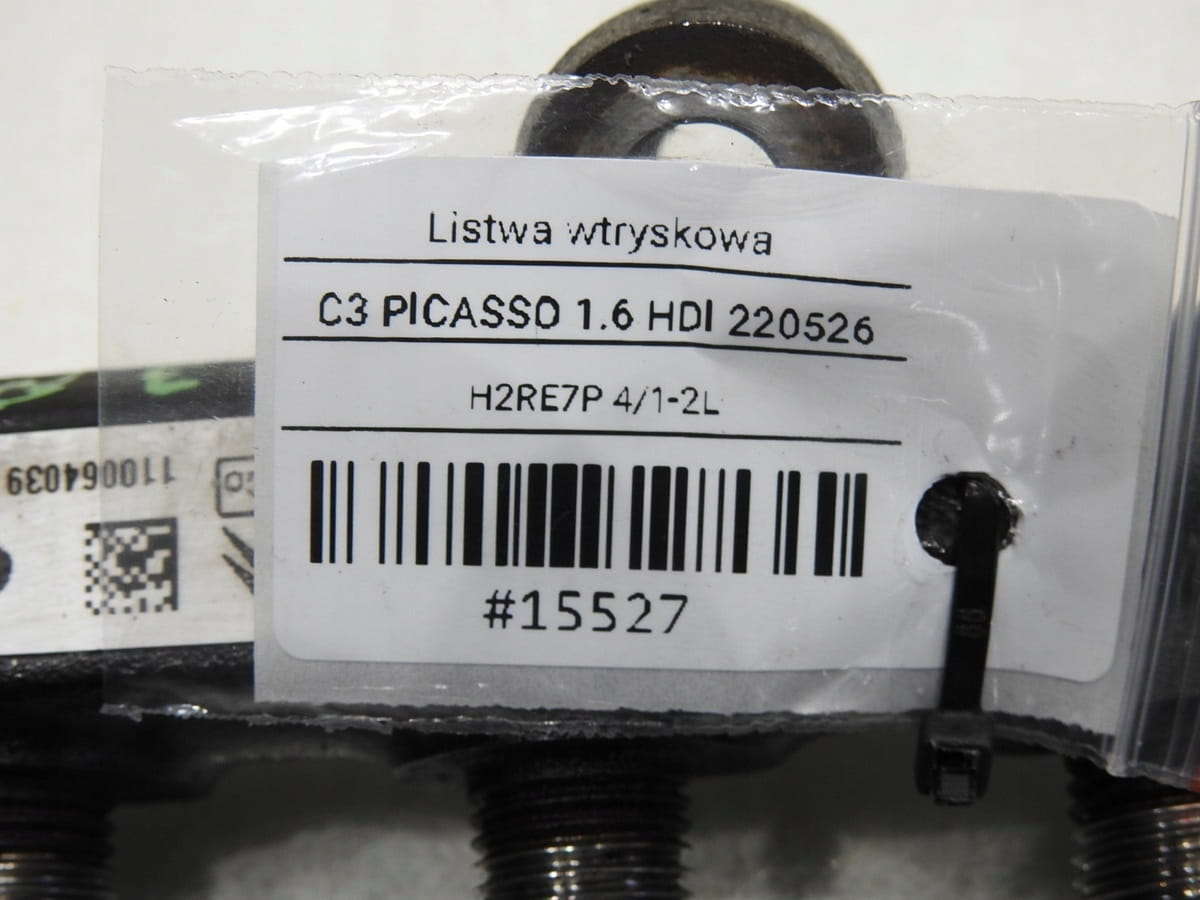 Listwa wtryskowa
C3 PICASSO 1.6 HDI 220526
H2RE7P 4/1-2L
110064039
#15527